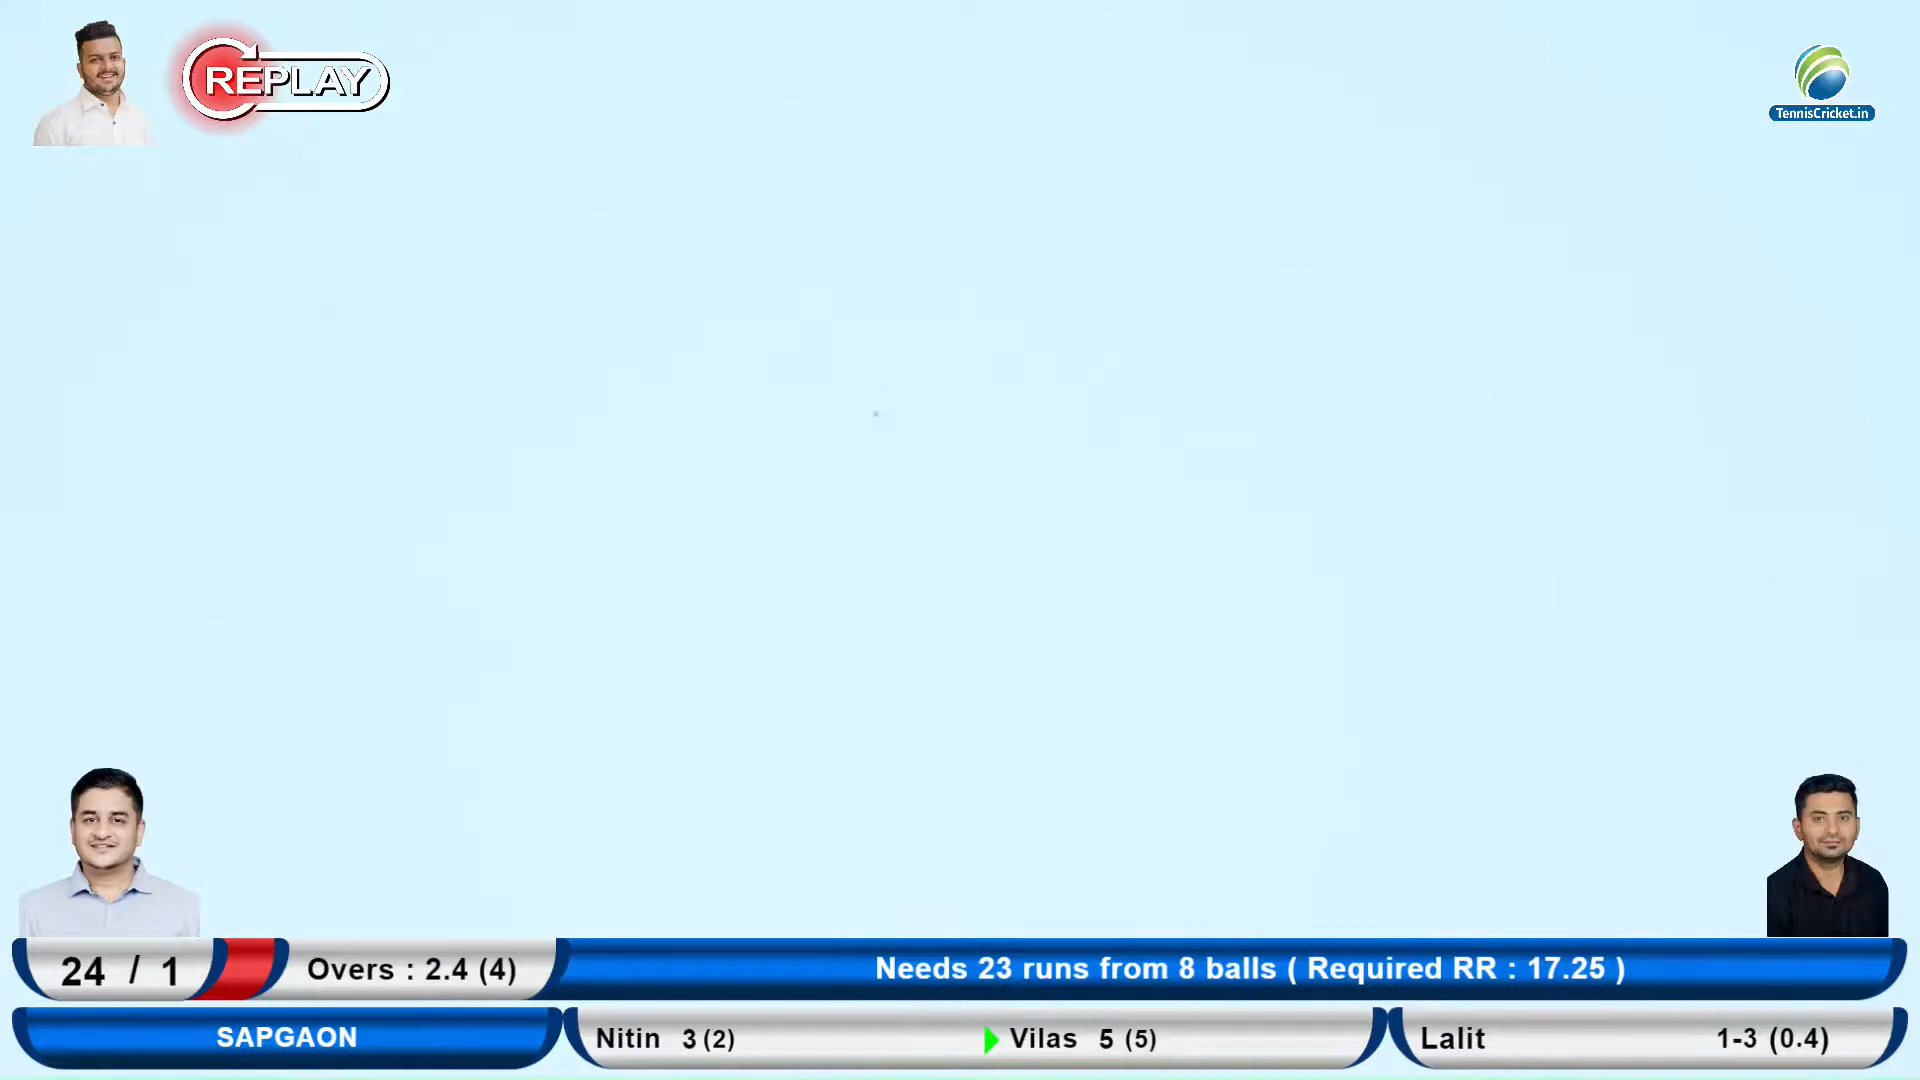 REPLAY
TennisCricket.in
24 / 1
Overs : 2.4 (4)
Needs 23 runs from 8 balls ( Required RR : 17.25 )
SAPGAON
Nitin 3 (2)
Vilas 5 (5)
Lalit 1-3 (0.4)